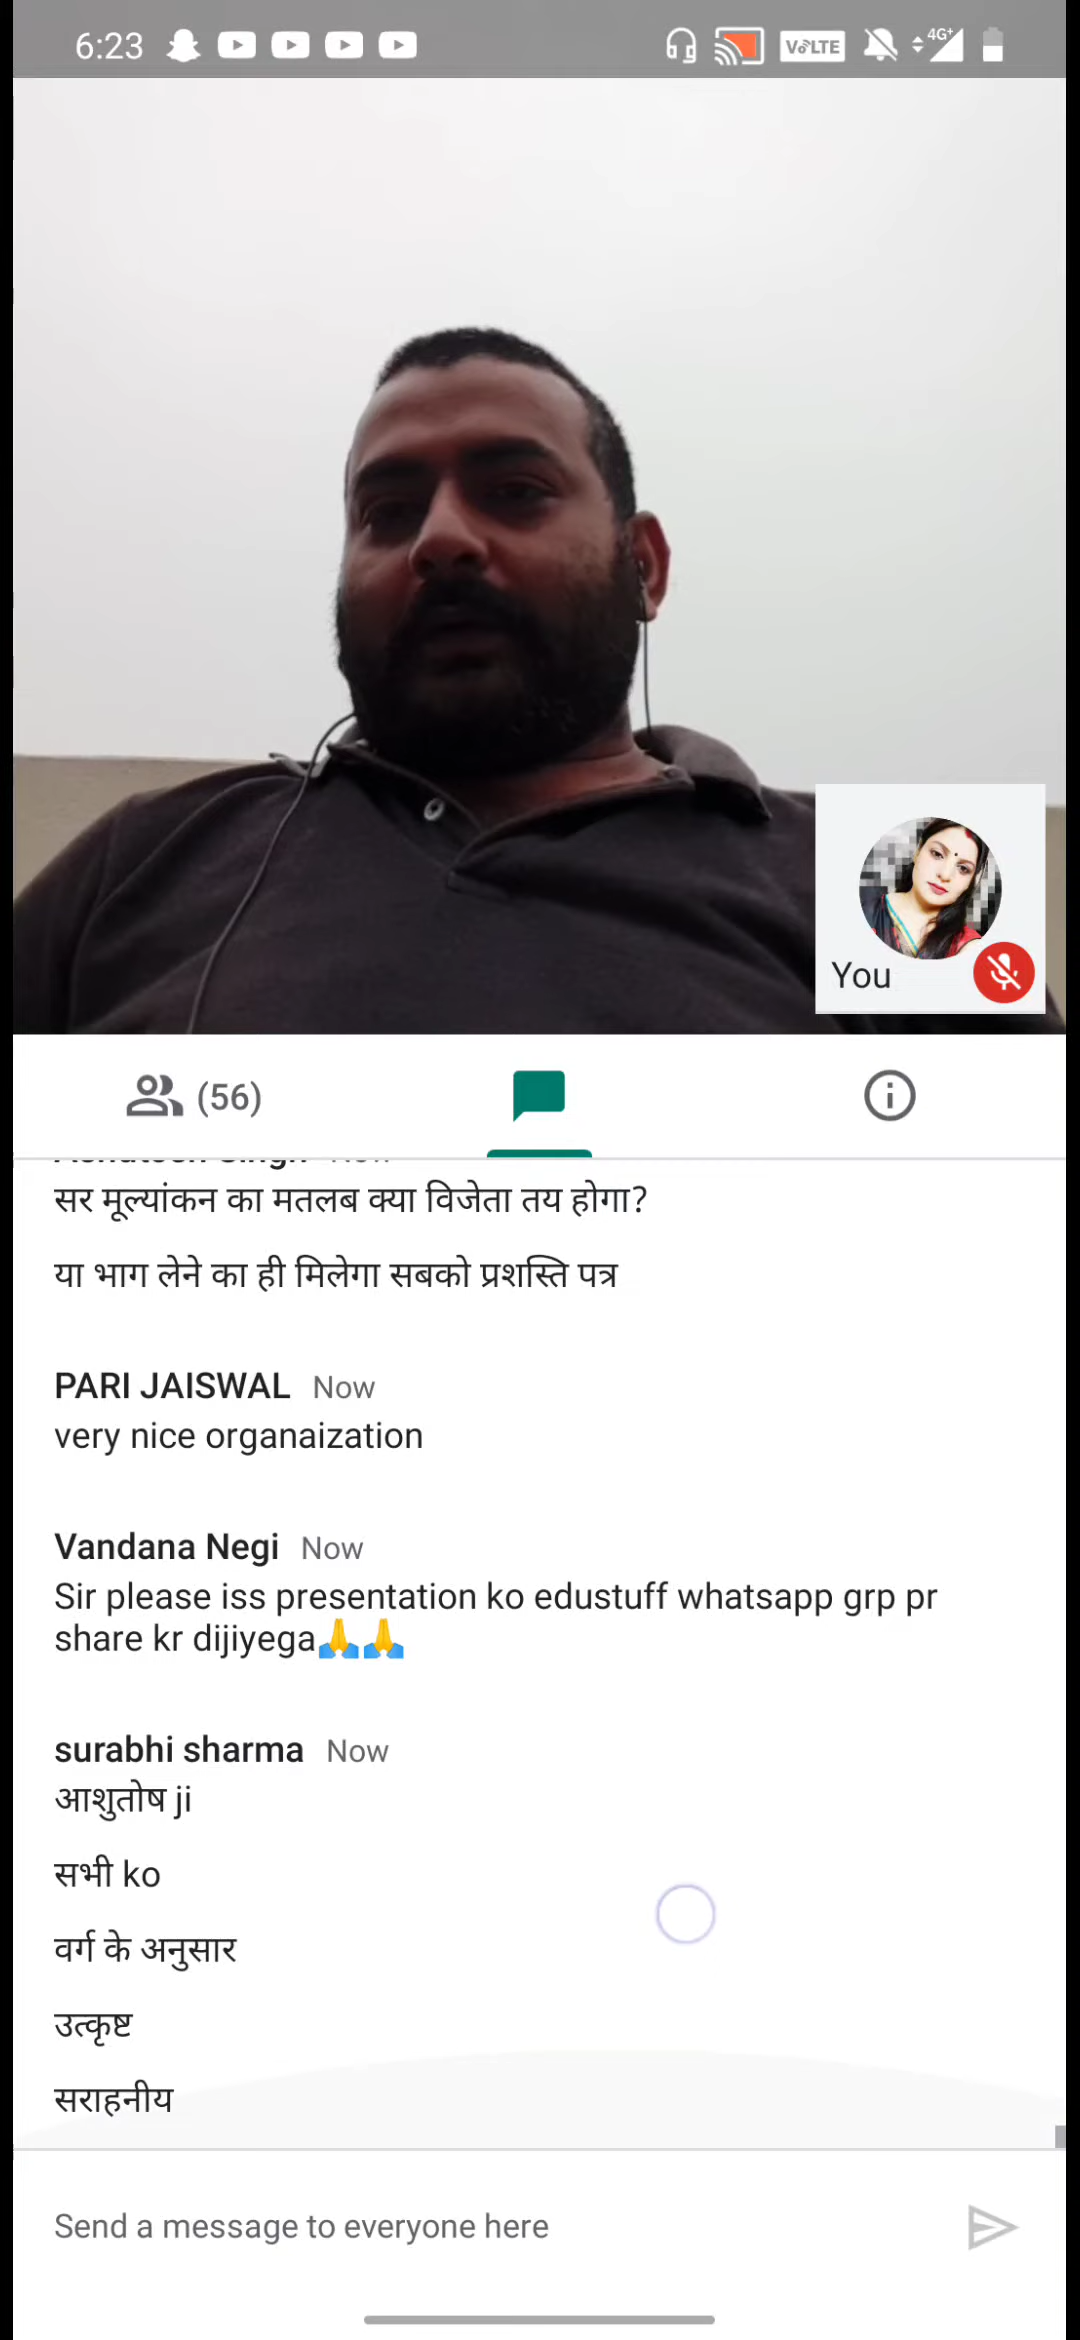 6:23
VoLTE
4G+
You
(56)
सर मूल्यांकन का मतलब क्या विजेता तय होगा?
या भाग लेने का ही मिलेगा सबको प्रशस्ति पत्र
PARI JAISWAL Now
very nice organaization
Vandana Negi Now
Sir please iss presentation ko edustuff whatsapp grp pr
share kr dijiyega🙏🙏
surabhi sharma Now
आशुतोष ji
सभी ko
वर्ग के अनुसार
उत्कृष्ट
सराहनीय
Send a message to everyone here